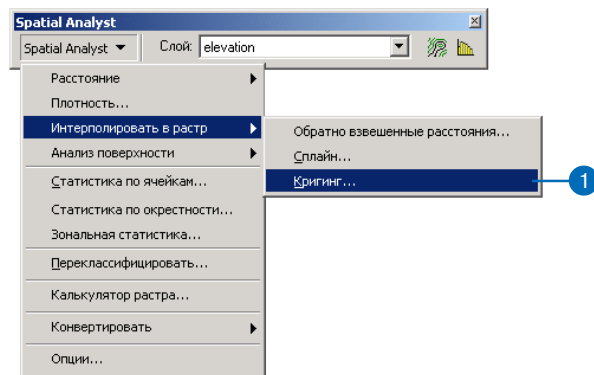 Spatial Analyst
Spatial Analyst Слой: elevation
Расстояние
Плотность...
Интерполировать в растр
Обратно взвешенные расстояния...
Анализ поверхности
Сплайн...
Статистика по ячейкам...
Кригинг...
1
Статистика по окрестности...
Зональная статистика...
Переклассифицировать...
Калькулятор растра...
Конвертировать
Опции...